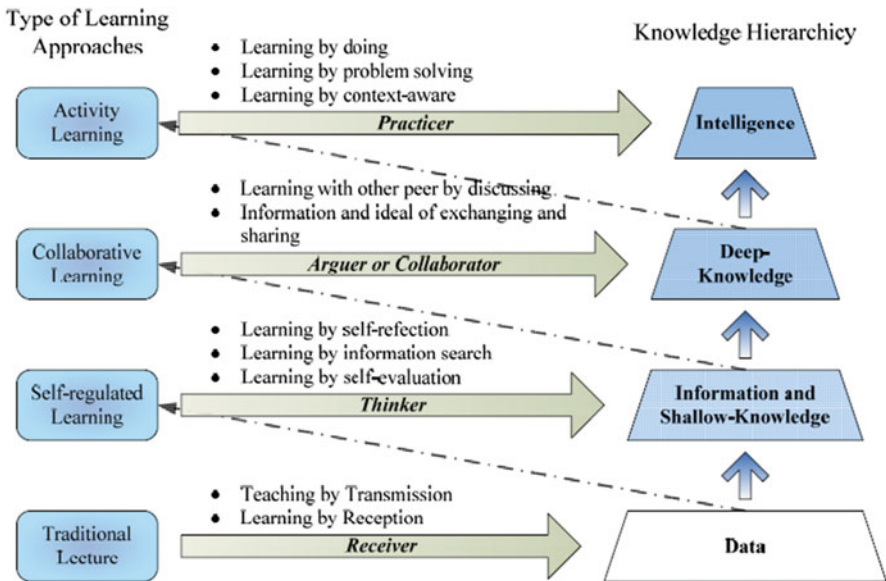 Type of Learning
Approaches
Knowledge Hierarchicy
Learning by doing
Learning by problem solving
Learning by context-aware
Activity
Learning
Practicer
Intelligence
Learning with other peer by discussing
Information and ideal of exchanging and
sharing
Collaborative
Learning
Arguer or Collaborator
Deep-
Knowledge
Learning by self-refection
Learning by information search
Learning by self-evaluation
Self-regulated
Learning
Thinker
Information and
Shallow-Knowledge
Teaching by Transmission
Learning by Reception
Traditional
Lecture
Receiver
Data